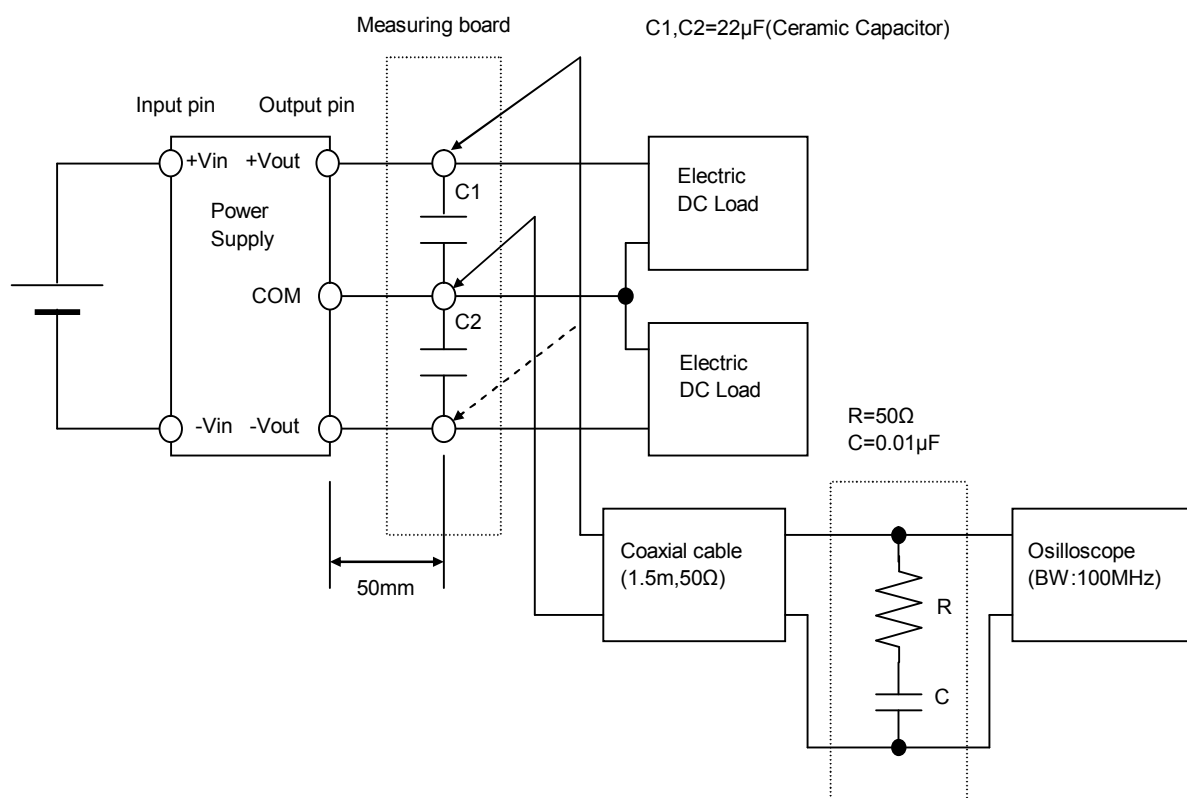 Measuring board
C1,C2=22µF(Ceramic Capacitor)
Input pin
Output pin
+Vin
+Vout
C1
Electric
DC Load
Power
Supply
COM
C2
Electric
DC Load
-Vin
-Vout
R=50Ω
C=0.01µF
50mm
Coaxial cable
(1.5m,50Ω)
R
C
Osilloscope
(BW:100MHz)